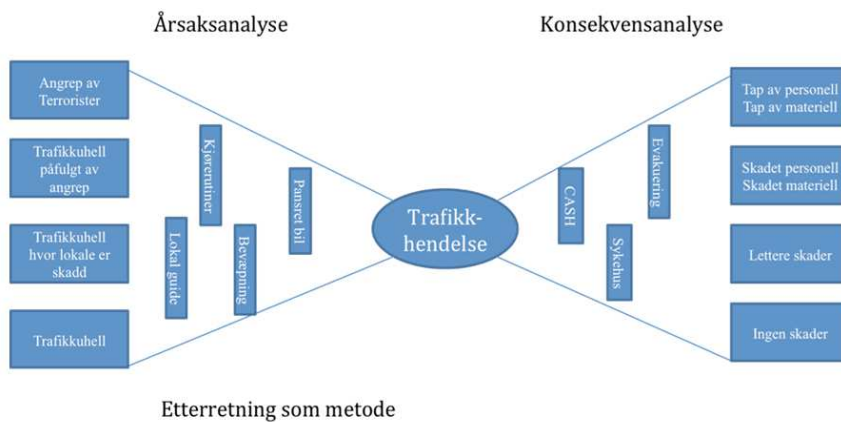 Årsaksanalyse
Konsekvensanalyse
Angrep av
Terrorister
Trafikkuhell
påfulgt av
angrep
Trafikkuhell
hvor lokale er
skadd
Trafikkuhell
Kjørerutiner
Lokal guide
Bevæpning
Pansret bil
Trafikk-
hendelse
CASH
Sykehus
Evakuering
Tap av personell
Tap av materiell
Skadet personell
Skadet materiell
Lettere skader
Ingen skader
Etterretning som metode